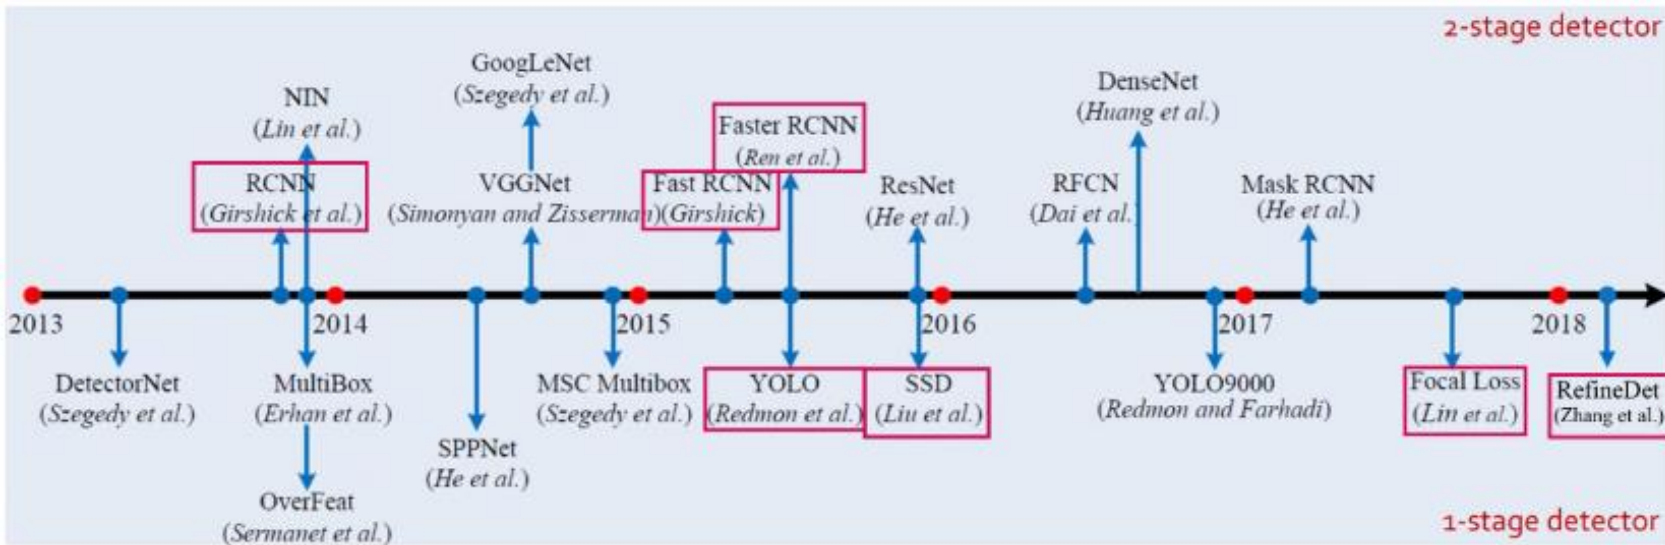 2-stage detector
GoogLeNet
(Szegedy et al.)
DenseNet
(Huang et al.)
NIN
(Lin et al.)
Faster RCNN
(Ren et al.)
RCNN
(Girshick et al.)
VGGNet
(Simonyan and Zisserman)
Fast RCNN
(Girshick)
ResNet
(He et al.)
RFCN
(Dai et al.
Mask RCNN
(He et al.)
2013
2014
2015
2016
2017
2018
DetectorNet
(Szegedy et al.)
MultiBox
(Erhan et al.)
MSC Multibox
(Szegedy et al.)
YOLO
(Redmon et al.)
SSD
(Liu et al.)
YOLO9000
(Redmon and Farhadi)
Focal Loss
(Lin et al.)
RefineDet
(Zhang et al.)
SPPNet
(He et al.)
OverFeat
(Sermanet et al.)
1-stage detector